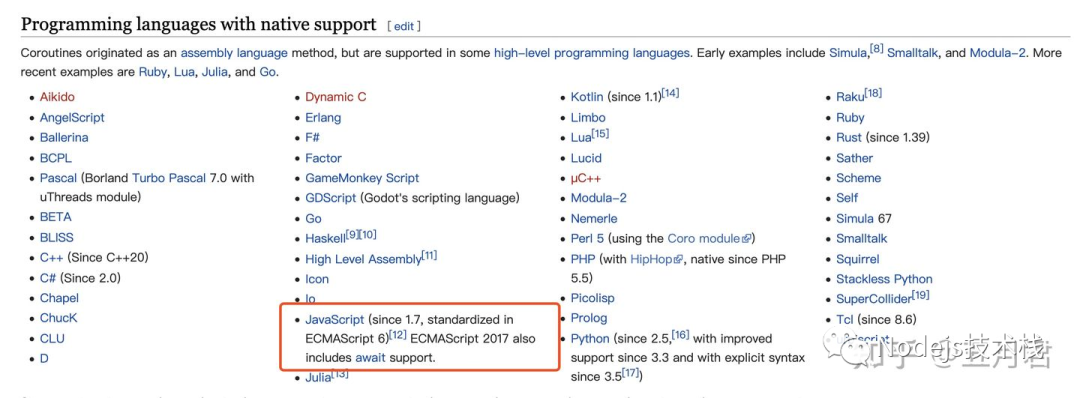 Programming languages with native support [ edit ]
Coroutines originated as an assembly language method, but are supported in some high-level programming languages. Early examples include Simula,[8] Smalltalk, and Modula-2. More
recent examples are Ruby, Lua, Julia, and Go.
• Aikido
• AngelScript
• Ballerina
• BCPL
• Pascal (Borland Turbo Pascal 7.0 with
uThreads module)
• BETA
• BLISS
• C++ (Since C++20)
• C# (Since 2.0)
• Chapel
• ChucK
• CLU
• D
• Dynamic C
• Erlang
• F#
• Factor
• GameMonkey Script
• GDScript (Godot's scripting language)
• Go
• Haskell[9][10]
• High Level Assembly[11]
• Icon
• Io
• JavaScript (since 1.7, standardized in
ECMAScript 6)[12] ECMAScript 2017 also
includes await support.
• Julia[13]
• Kotlin (since 1.1)[14]
• Limbo
• Lua[15]
• Lucid
• µC++
• Modula-2
• Nemerle
• Perl 5 (using the Coro module)
• PHP (with HipHop, native since PHP
5.5)
• Picolisp
• Prolog
• Python (since 2.5,[16] with improved
support since 3.3 and with explicit syntax
since 3.5[17])
• Raku[18]
• Ruby
• Rust (since 1.39)
• Sather
• Scheme
• Self
• Simula 67
• Smalltalk
• Squirrel
• Stackless Python
• SuperCollider[19]
• Tcl (since 8.6)
Nodejs技术栈
知乎 @五月君